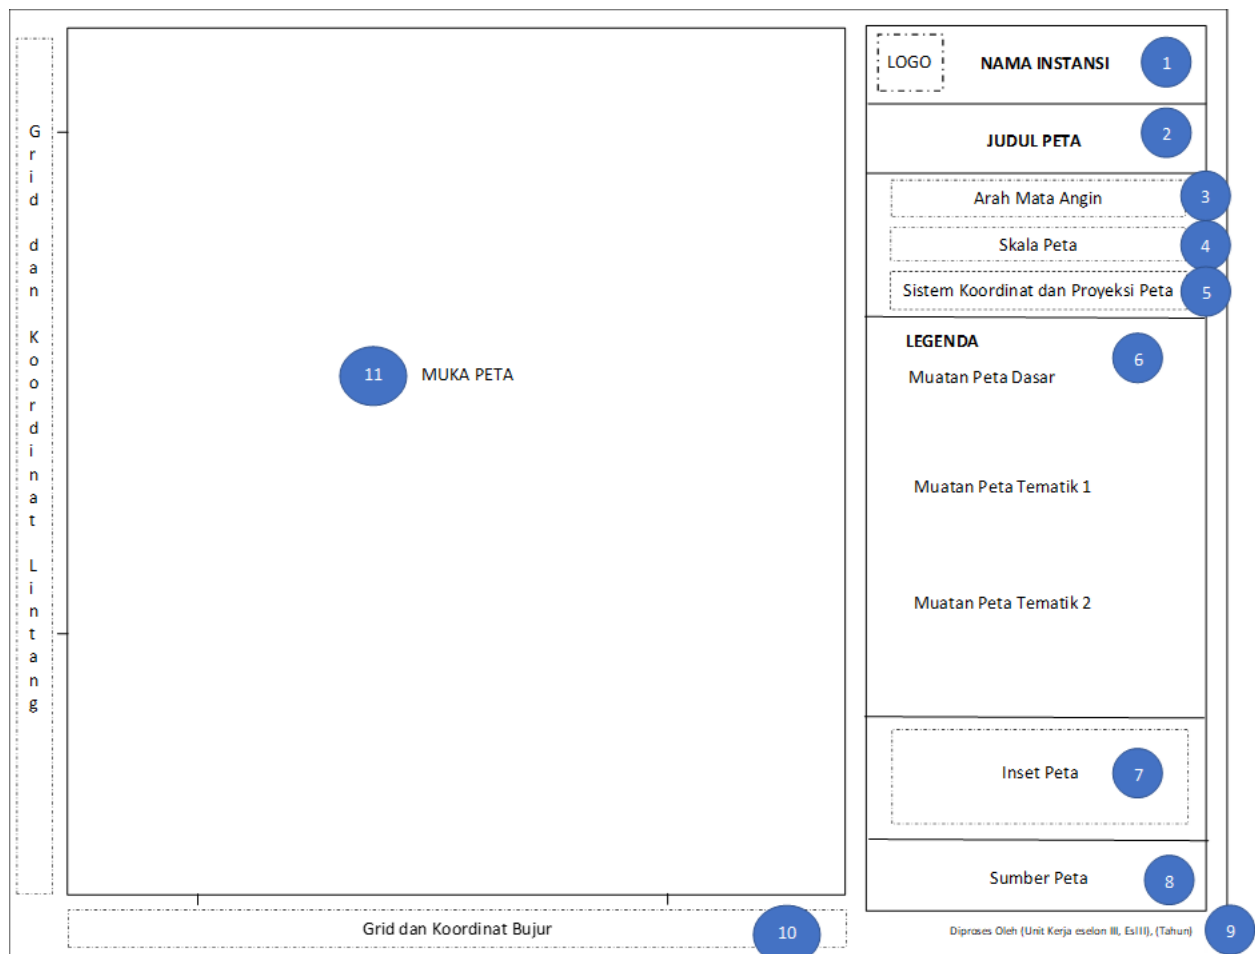 Grid dan Koordinat Lintang
11 MUKA PETA
Grid dan Koordinat Bujur 10
LOGO NAMA INSTANSI 1
JUDUL PETA 2
Arah Mata Angin 3
Skala Peta 4
Sistem Koordinat dan Proyeksi Peta 5
LEGENDA 6
Muatan Peta Dasar
Muatan Peta Tematik 1
Muatan Peta Tematik 2
Inset Peta 7
Sumber Peta 8
Diproses Oleh (Unit Kerja eselon III, EsIII), (Tahun) 9